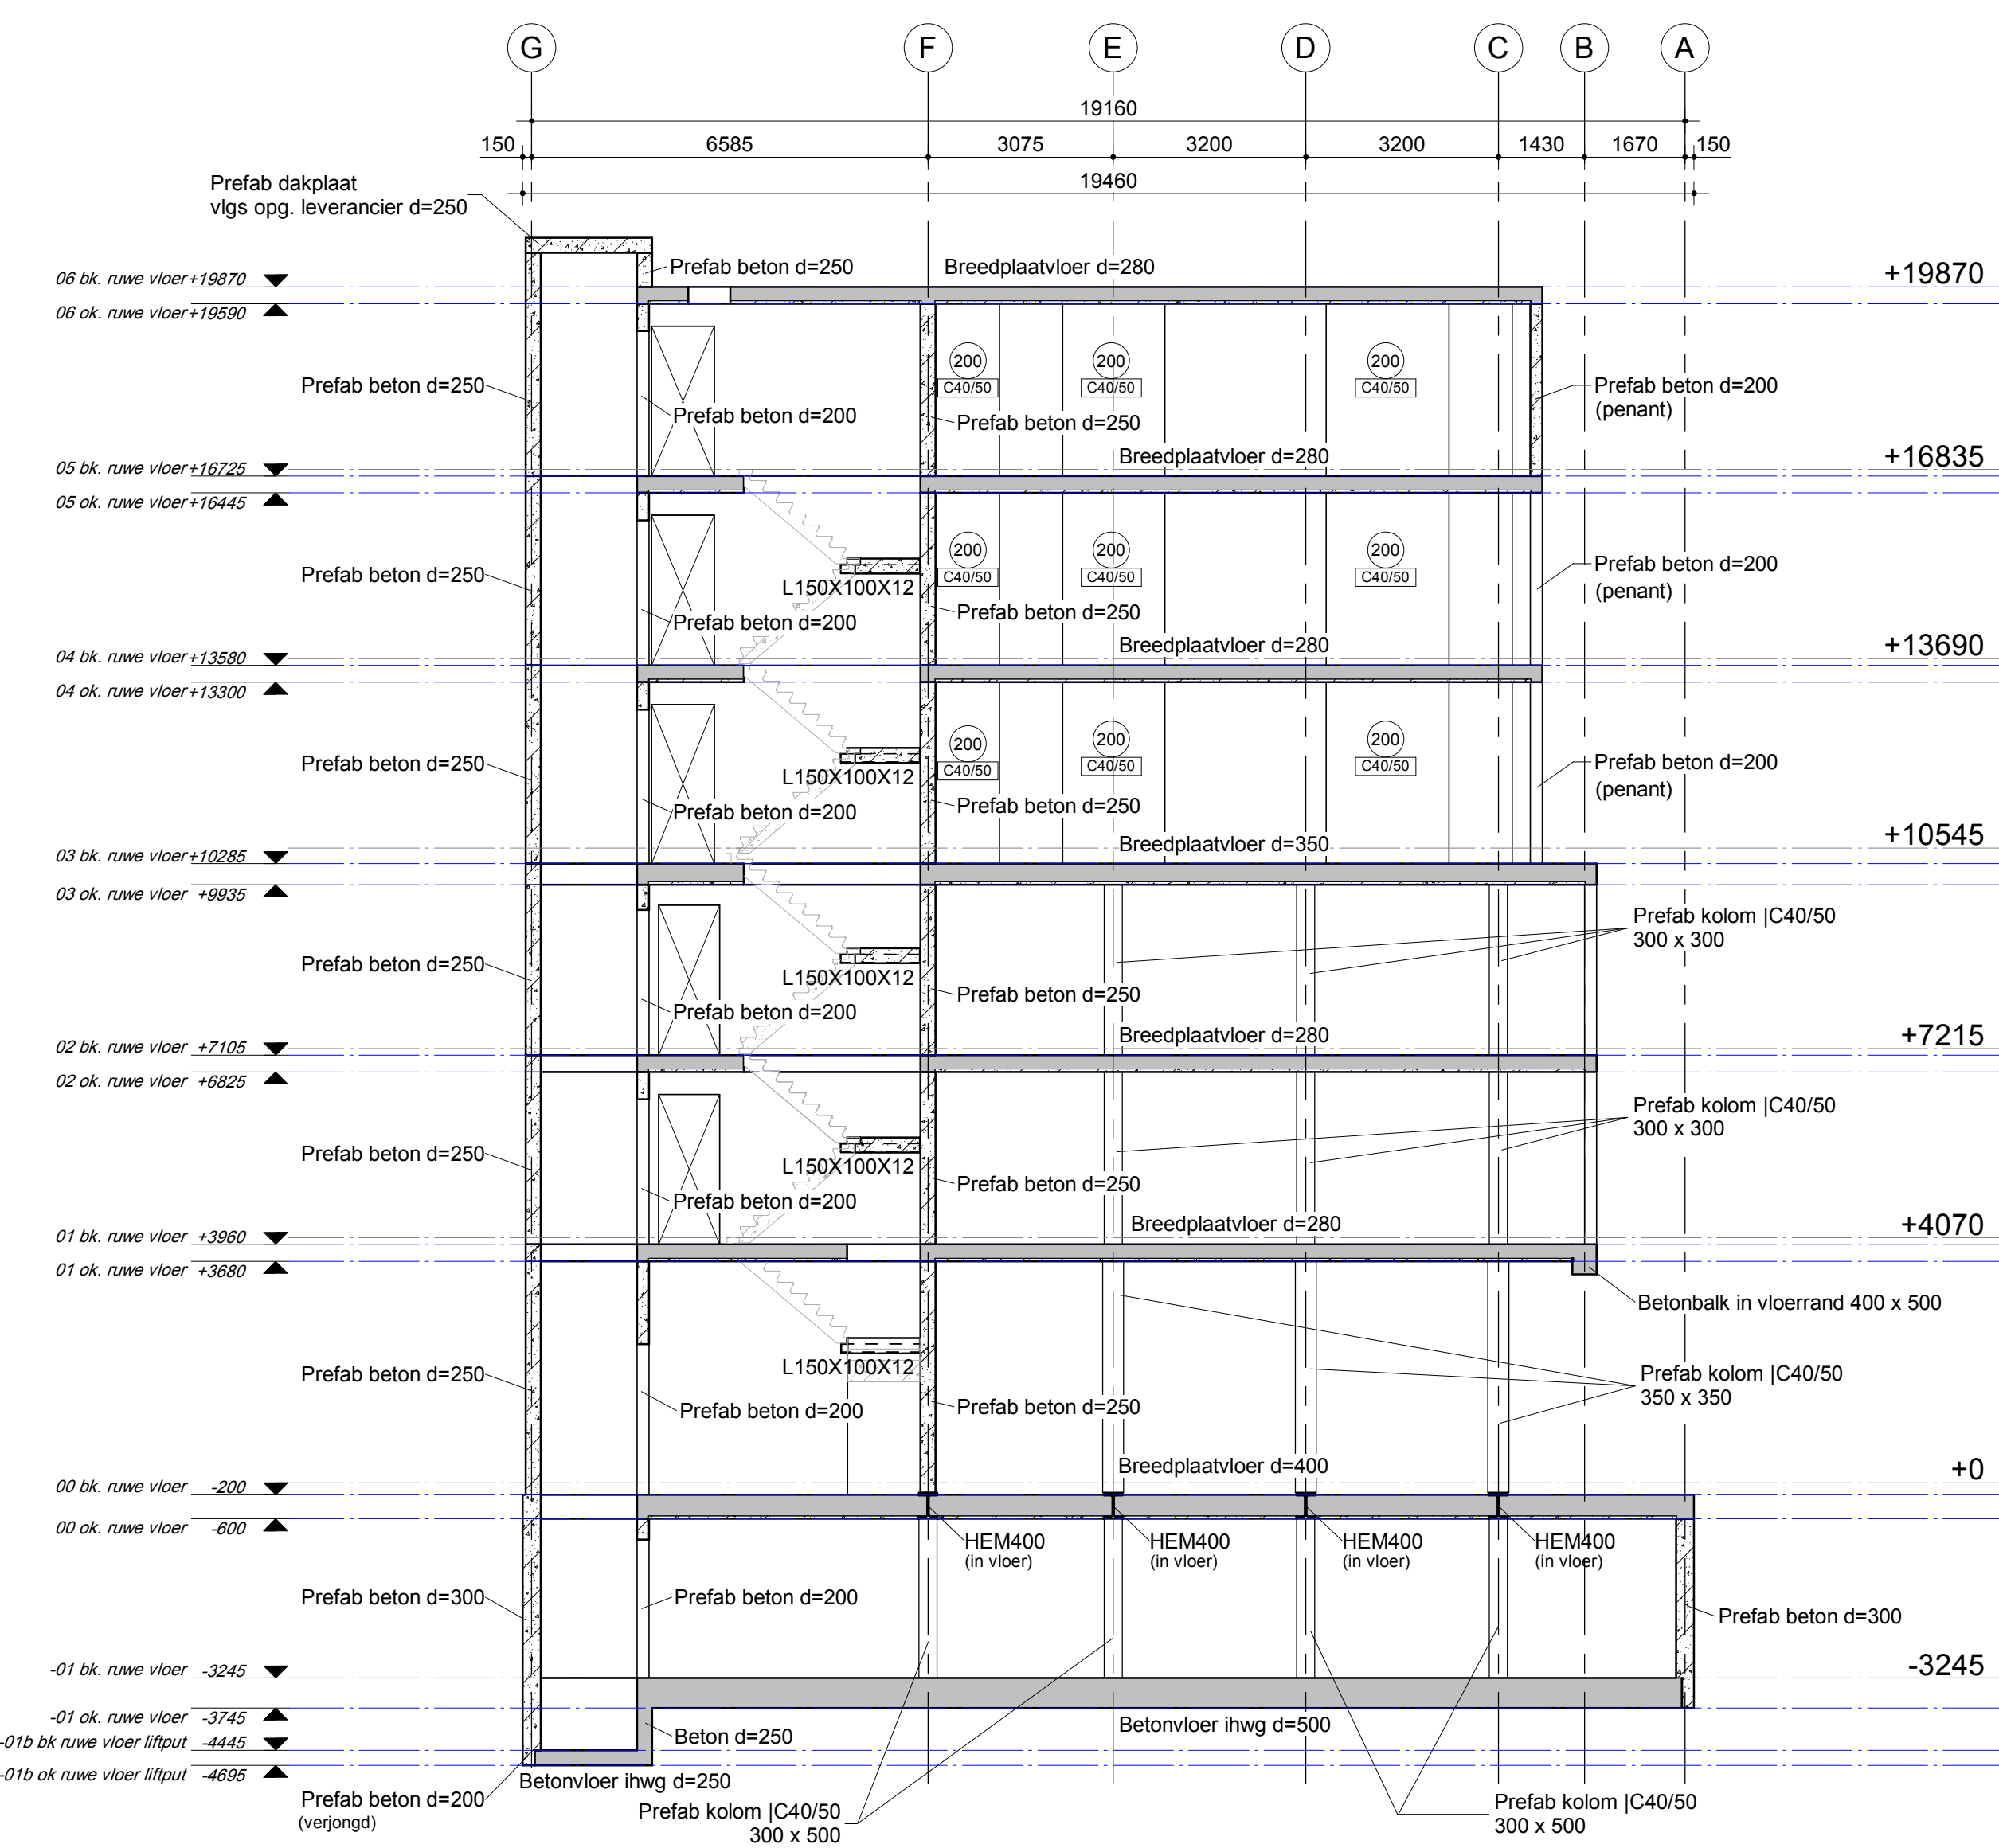 G
F
E
D
C
B
A
19160
150
6585
3075
3200
3200
1430
1670
150
19460
Prefab dakplaat
vlgs opg. leverancier d=250
06 bk. ruwe vloer +19870
Prefab beton d=250
Breedplaatvloer d=280
+19870
06 ok. ruwe vloer +19590
200
C40/50
200
C40/50
200
C40/50
Prefab beton d=250
Prefab beton d=200
Prefab beton d=250
Prefab beton d=200
(penant)
05 bk. ruwe vloer +16725
Breedplaatvloer d=280
+16835
05 ok. ruwe vloer +16445
200
C40/50
200
C40/50
200
C40/50
Prefab beton d=250
L150X100X12
Prefab beton d=200
Prefab beton d=250
Prefab beton d=200
(penant)
04 bk. ruwe vloer +13580
Breedplaatvloer d=280
+13690
04 ok. ruwe vloer +13300
200
C40/50
200
C40/50
200
C40/50
Prefab beton d=250
L150X100X12
Prefab beton d=200
Prefab beton d=250
Prefab beton d=200
(penant)
03 bk. ruwe vloer +10285
Breedplaatvloer d=350
+10545
03 ok. ruwe vloer +9935
Prefab kolom |C40/50
300 x 300
Prefab beton d=250
L150X100X12
Prefab beton d=200
Prefab beton d=250
02 bk. ruwe vloer +7105
Breedplaatvloer d=280
+7215
02 ok. ruwe vloer +6825
Prefab kolom |C40/50
300 x 300
Prefab beton d=250
L150X100X12
Prefab beton d=200
Prefab beton d=250
01 bk. ruwe vloer +3960
Breedplaatvloer d=280
+4070
01 ok. ruwe vloer +3680
Betonbalk in vloerrand 400 x 500
Prefab beton d=250
L150X100X12
Prefab kolom |C40/50
350 x 350
Prefab beton d=200
Prefab beton d=250
00 bk. ruwe vloer -200
Breedplaatvloer d=400
+0
00 ok. ruwe vloer -600
HEM400
(in vloer)
HEM400
(in vloer)
HEM400
(in vloer)
HEM400
(in vloer)
Prefab beton d=300
Prefab beton d=200
Prefab beton d=300
-01 bk. ruwe vloer -3245
-3245
-01 ok. ruwe vloer -3745
Beton d=250
Betonvloer ihwg d=500
-01b bk ruwe vloer liftput -4445
-01b ok ruwe vloer liftput -4695
Betonvloer ihwg d=250
Prefab beton d=200
(verjongd)
Prefab kolom |C40/50
300 x 500
Prefab kolom |C40/50
300 x 500